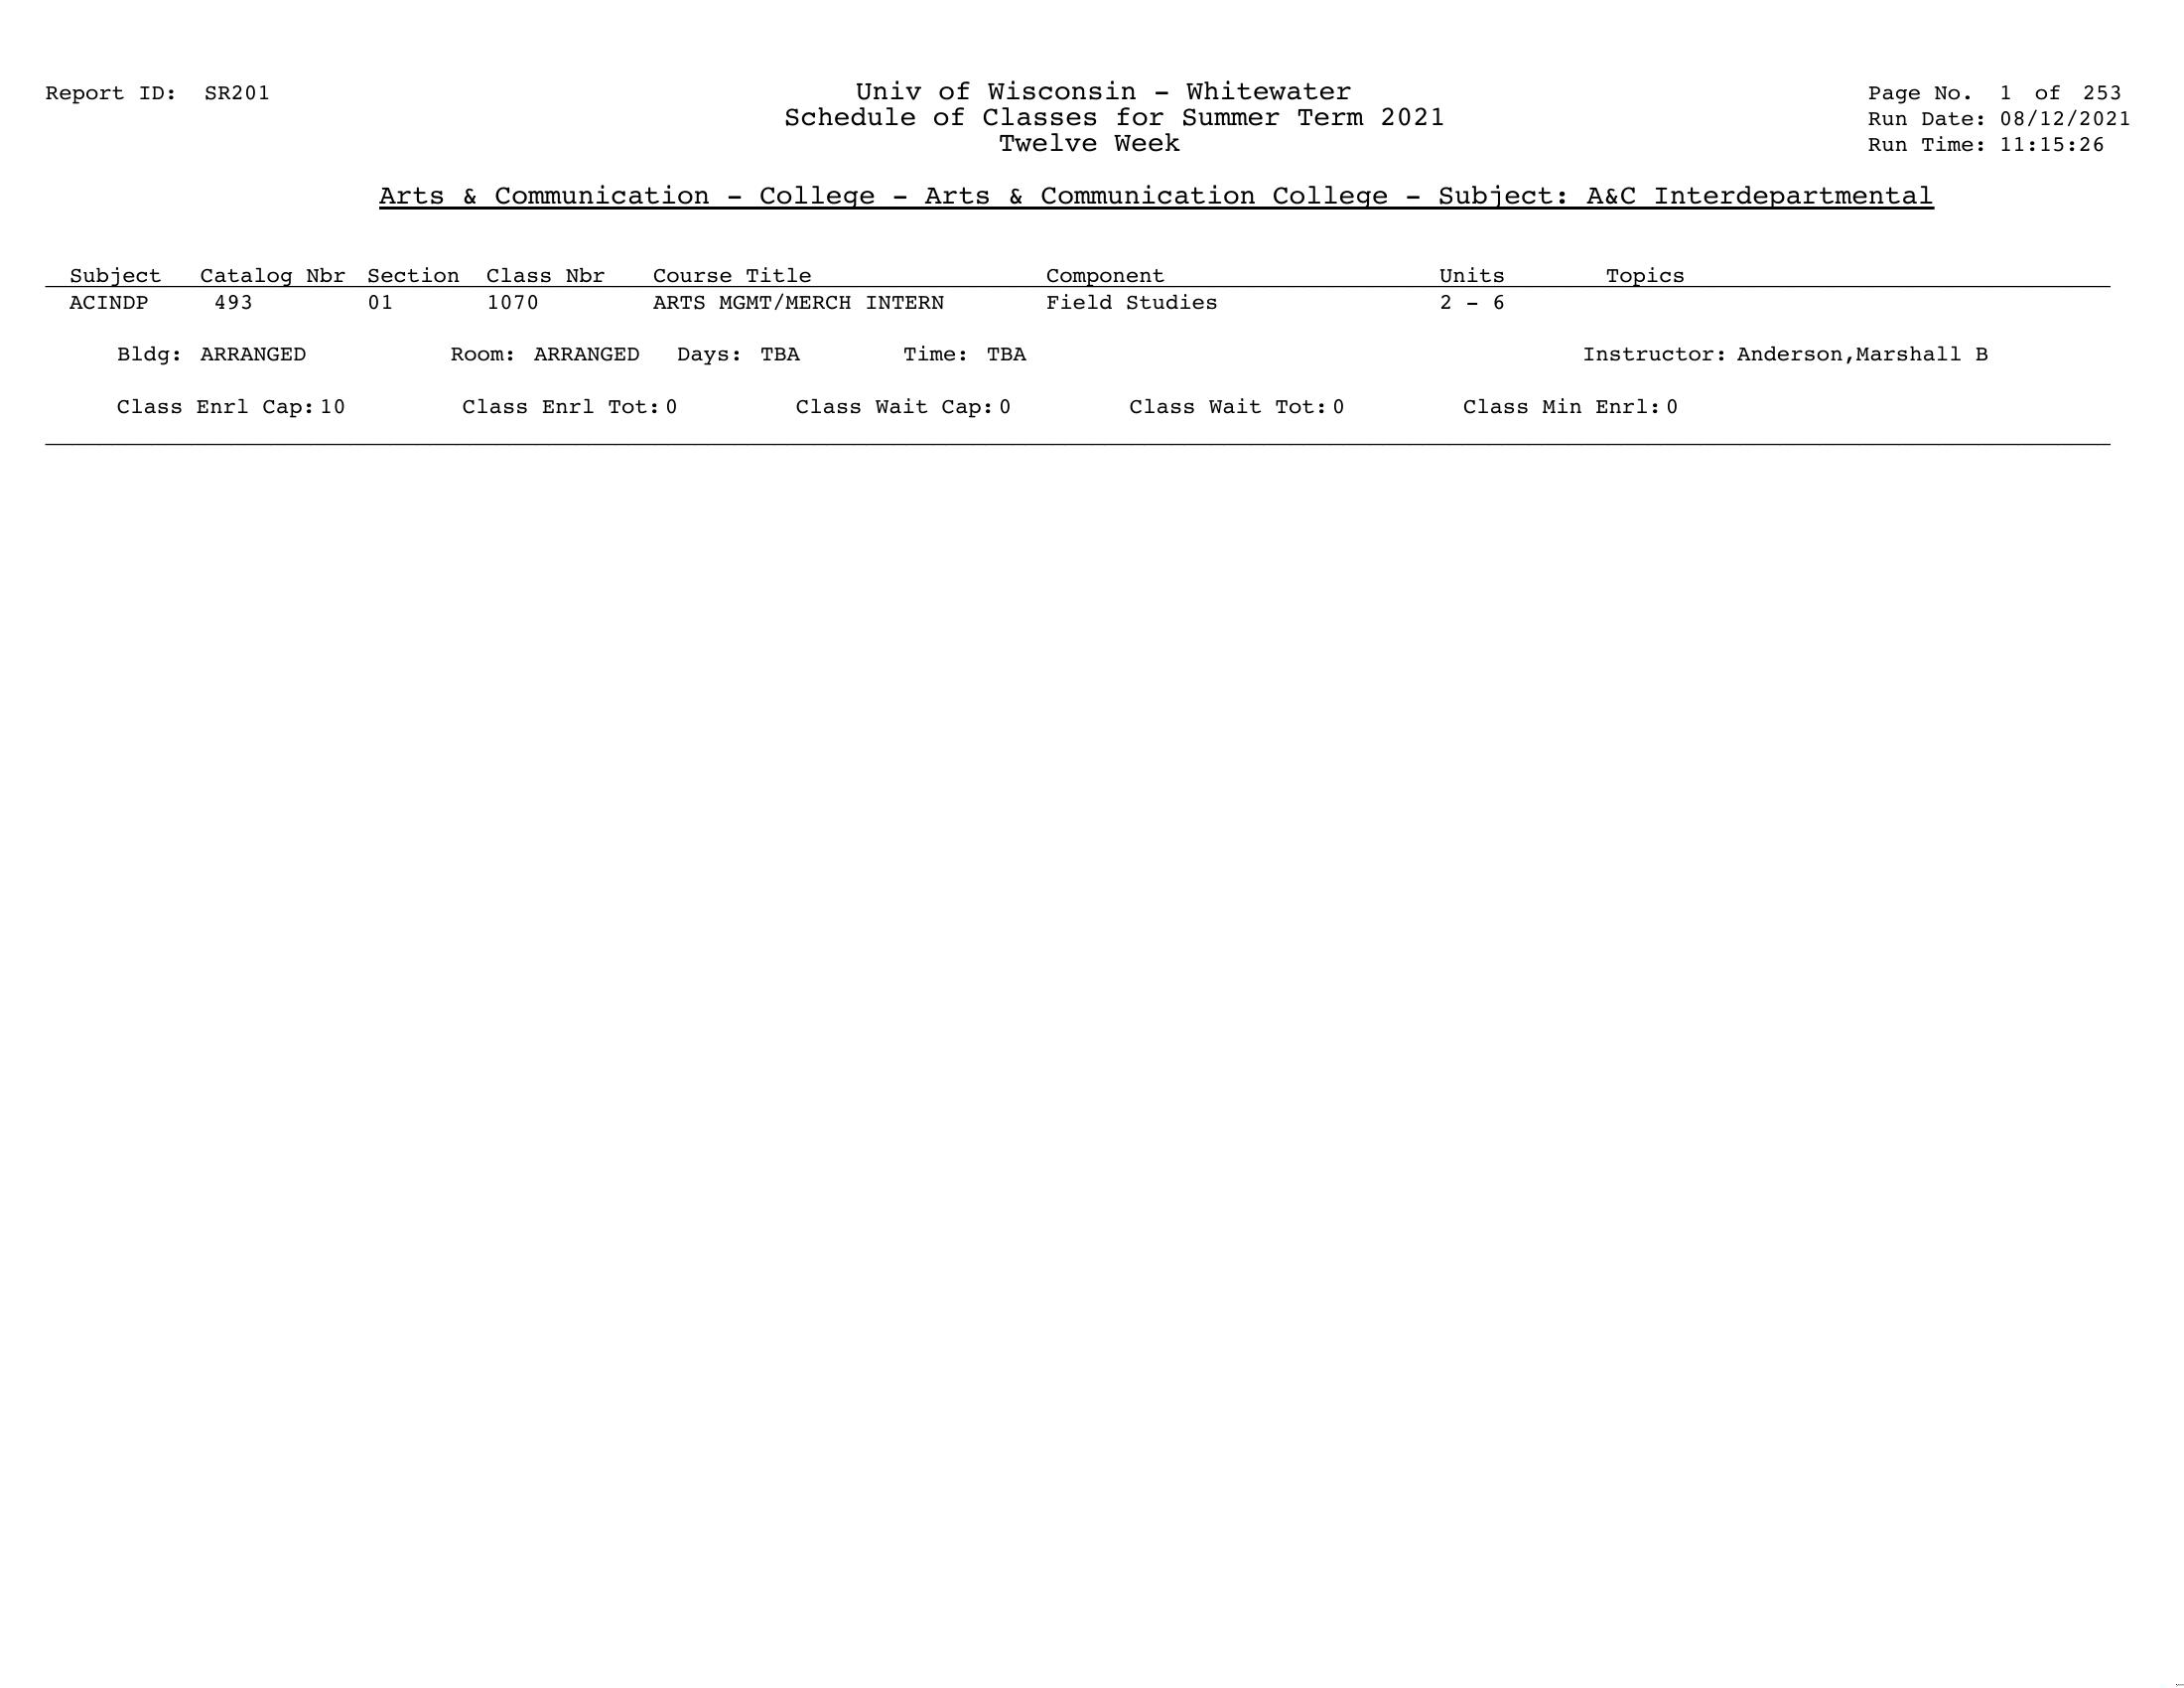 Report ID: SR201 Univ of Wisconsin - Whitewater Page No. 1 of 253
Schedule of Classes for Summer Term 2021 Run Date: 08/12/2021
Twelve Week Run Time: 11:15:26
Arts & Communication - College - Arts & Communication College - Subject: A&C Interdepartmental
Subject Catalog Nbr Section Class Nbr Course Title Component Units Topics
ACINDP 493 01 1070 ARTS MGMT/MERCH INTERN Field Studies 2 - 6
Bldg: ARRANGED Room: ARRANGED Days: TBA Time: TBA Instructor: Anderson,Marshall B
Class Enrl Cap: 10 Class Enrl Tot: 0 Class Wait Cap: 0 Class Wait Tot: 0 Class Min Enrl: 0